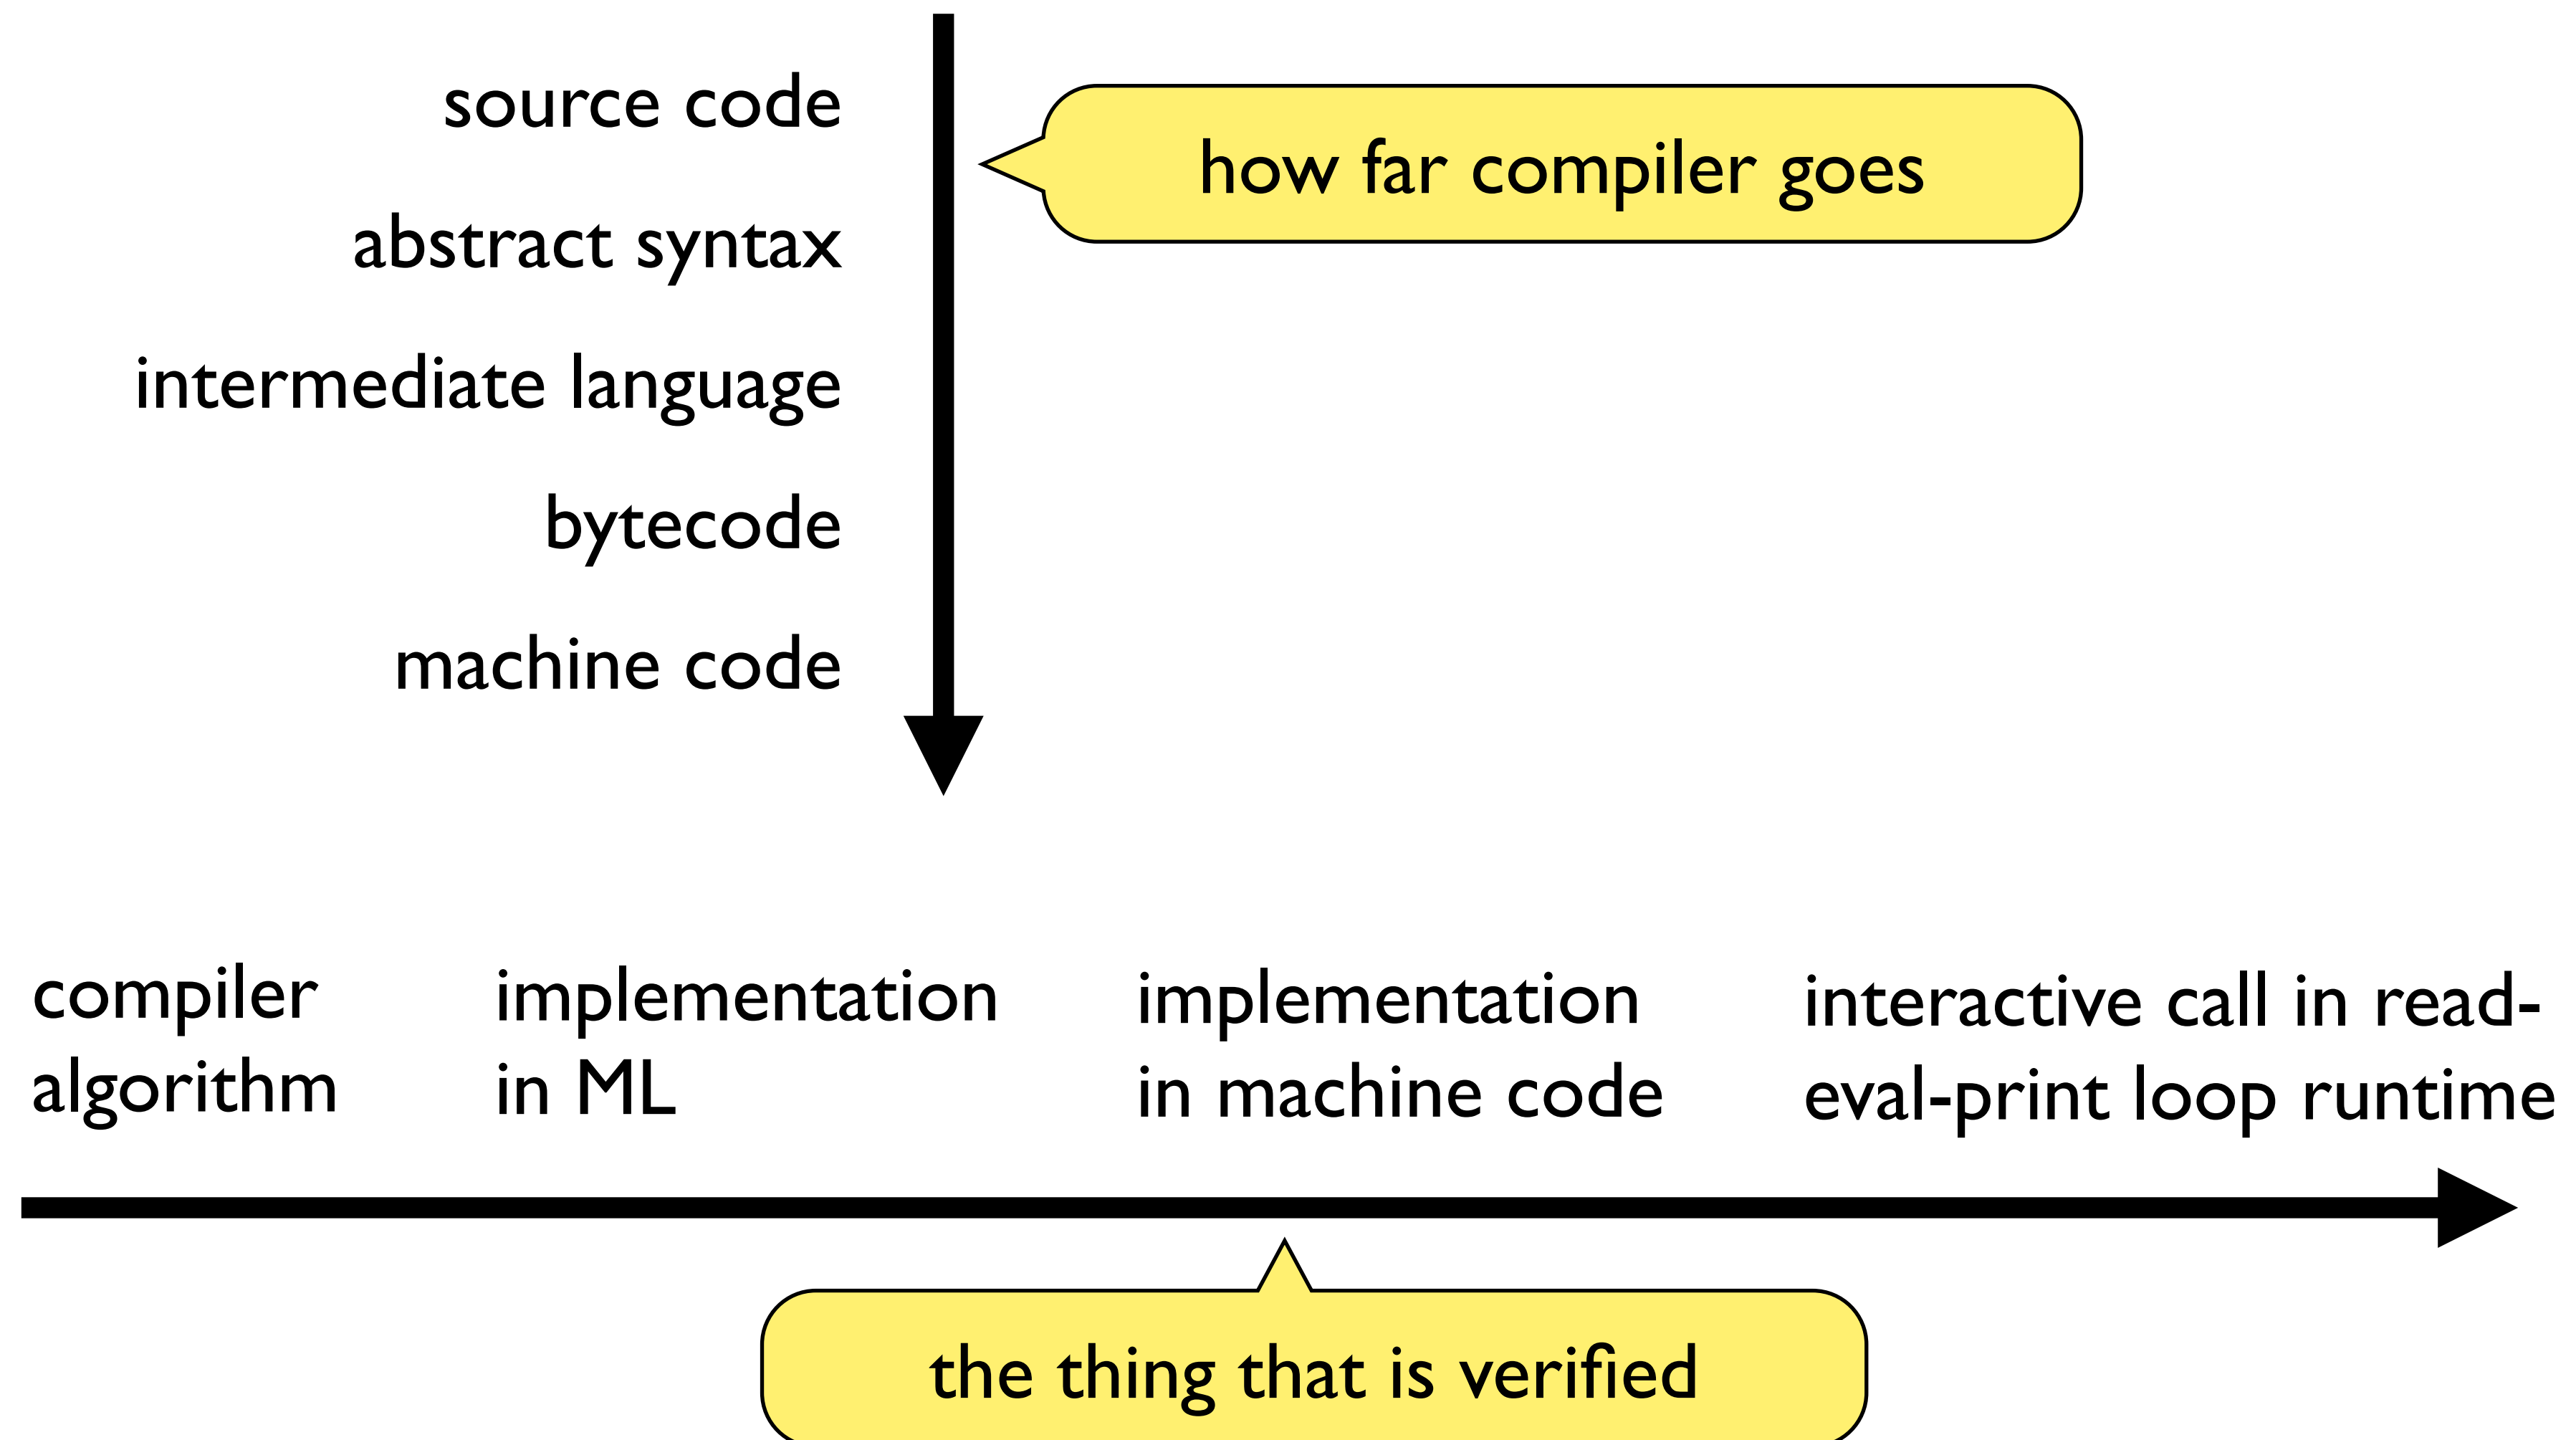 source code
how far compiler goes
abstract syntax
intermediate language
bytecode
machine code
compiler
algorithm
implementation
in ML
implementation
in machine code
interactive call in read-
eval-print loop runtime
the thing that is verified